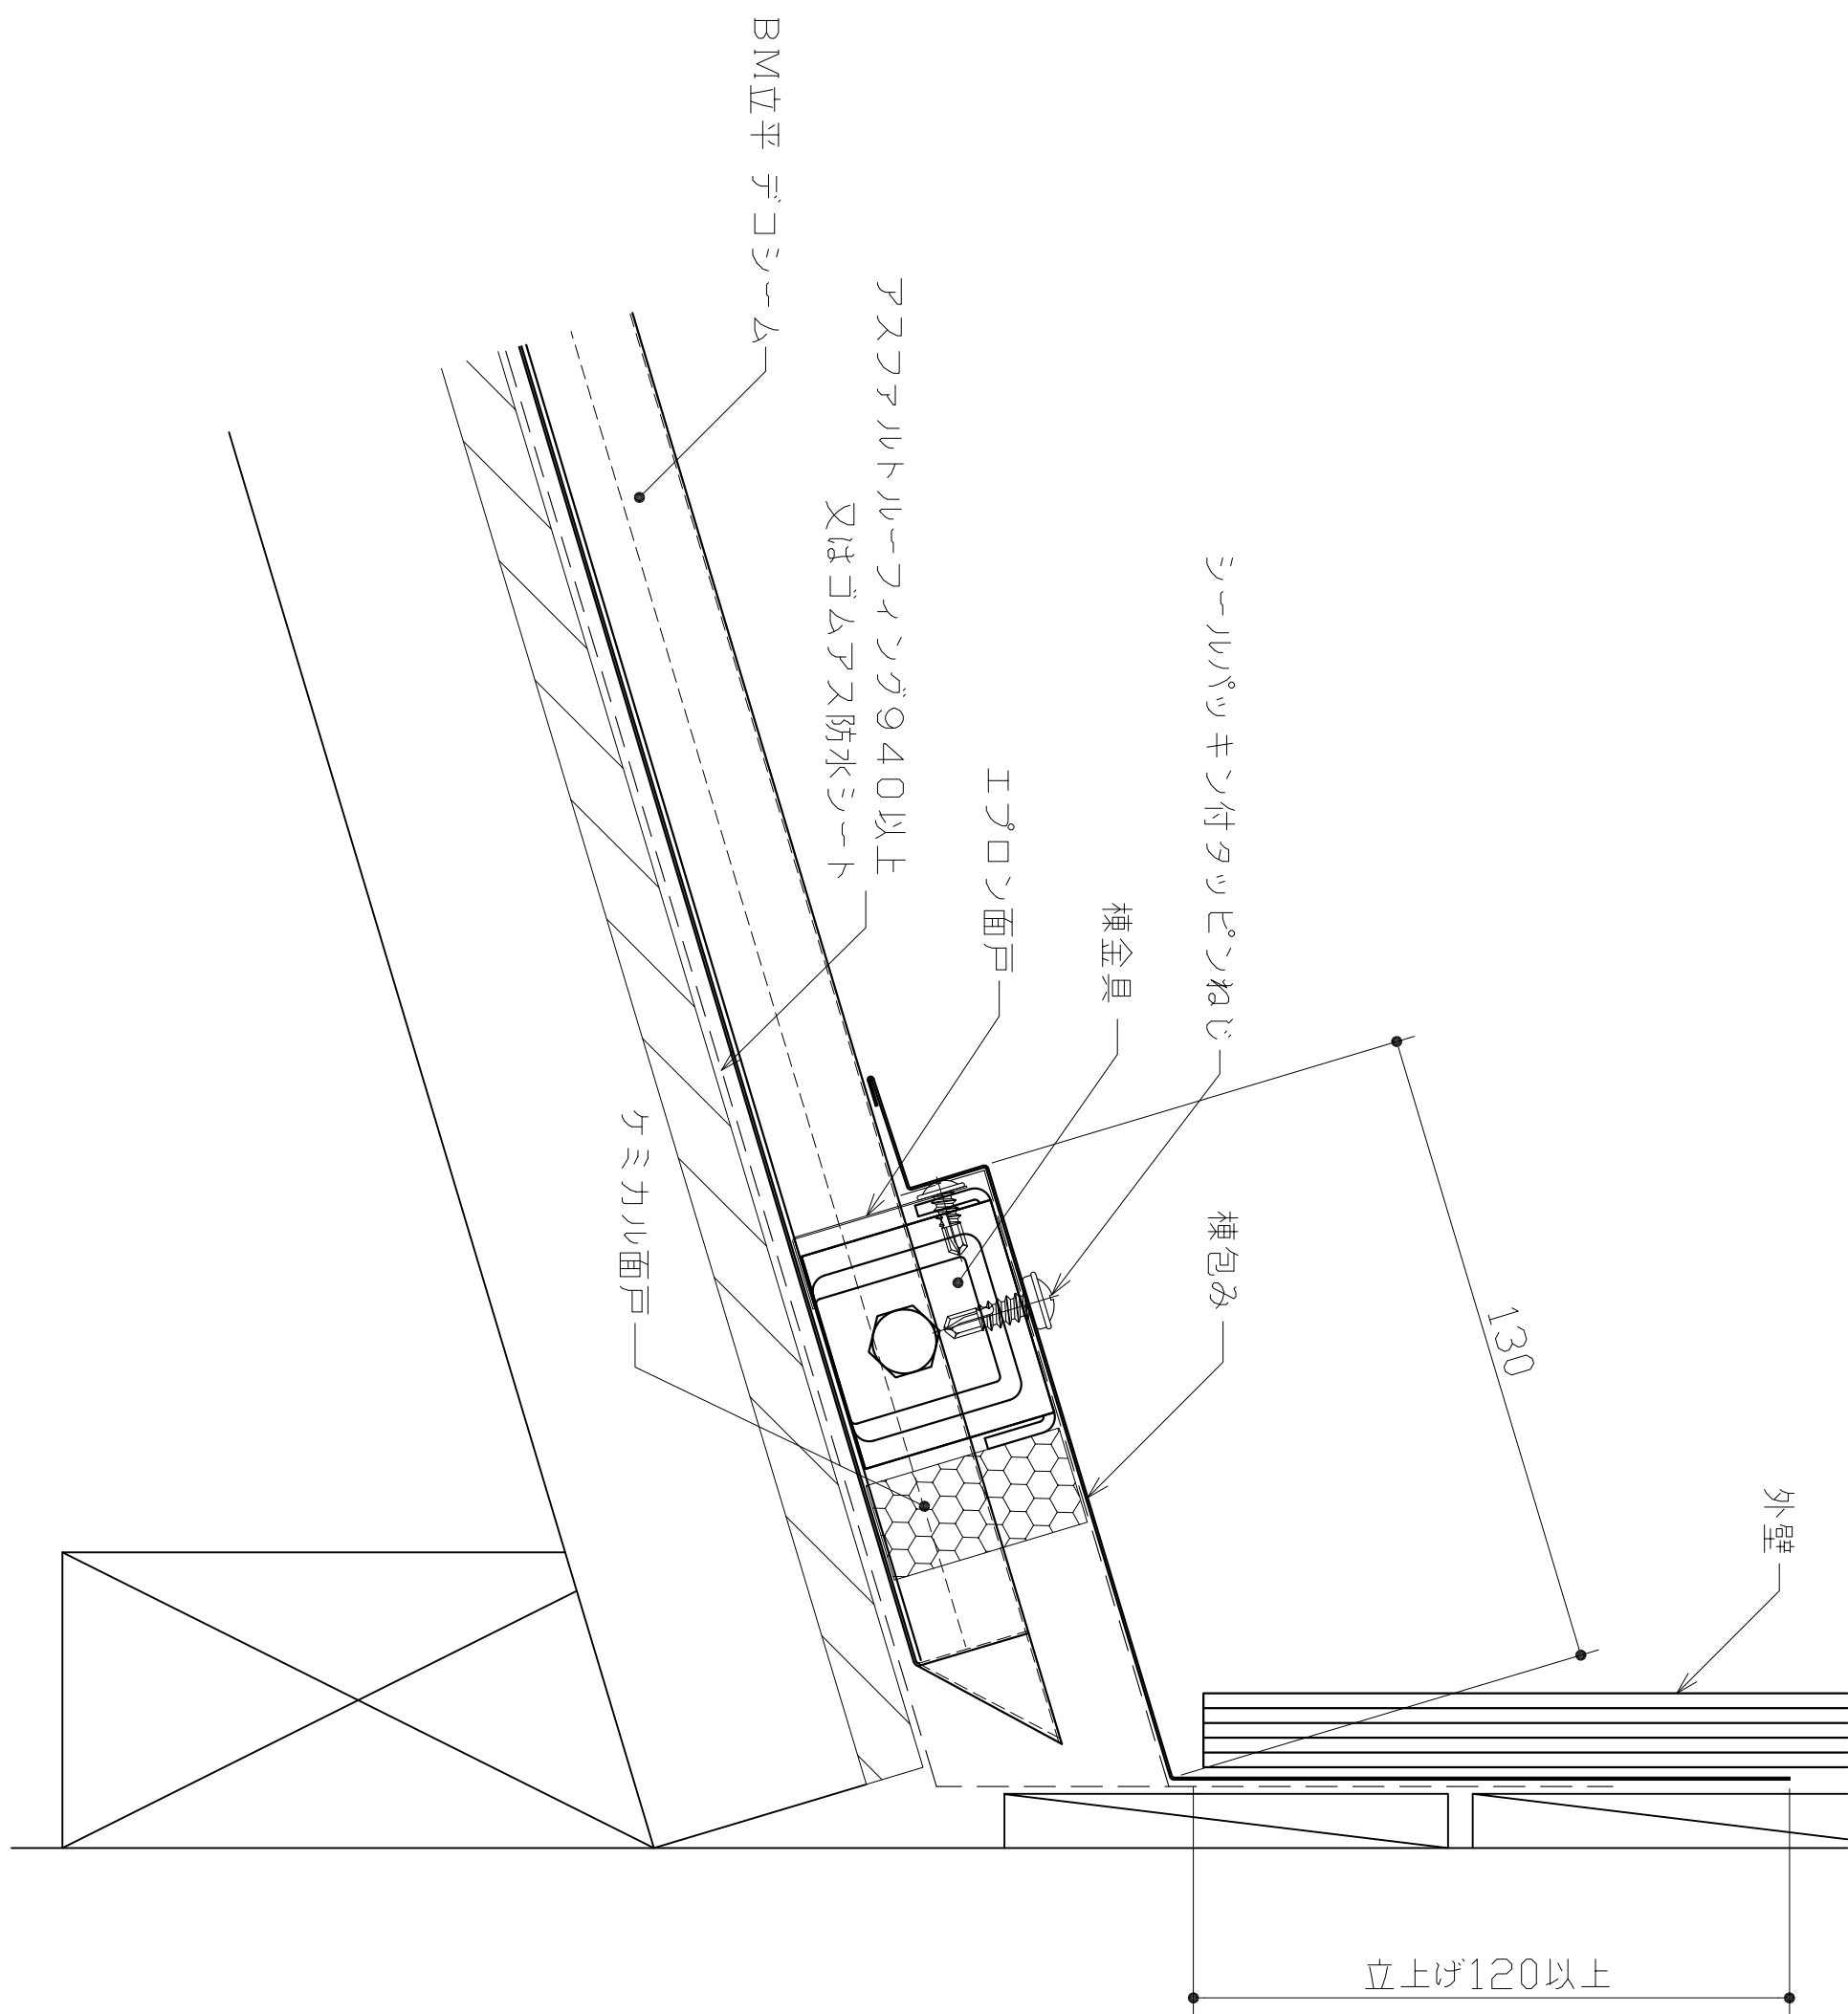 BM立平 デコシーム
アスファルトルーフィング940以上
又はゴムアス防水シート
シールパッキン付タッピンねじ
エプロン面戸
棟金具
棟包み
ケミカル面戸
130
外壁
立上げ120以上